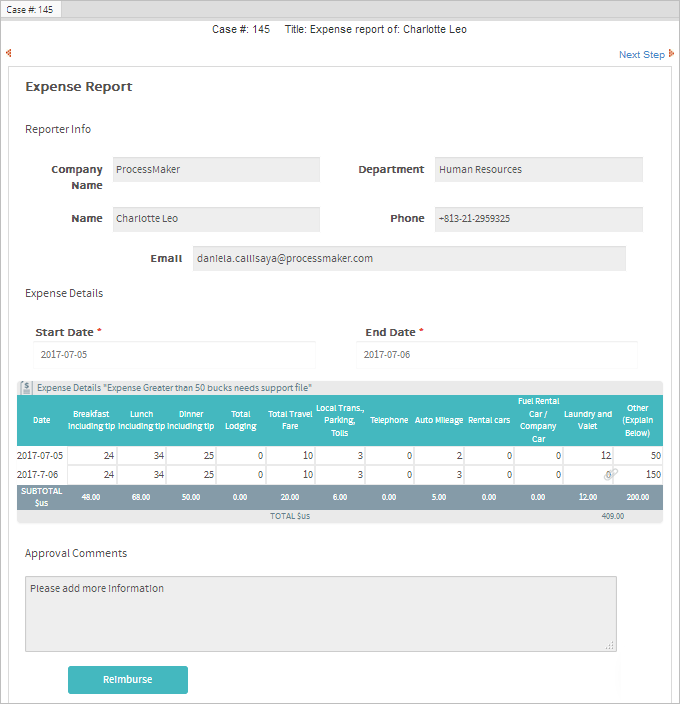 Case #: 145
Case #: 145 Title: Expense report of: Charlotte Leo
Next Step
Expense Report
Reporter Info
Company Name ProcessMaker Department Human Resources
Name Charlotte Leo Phone +813-21-2959325
Email daniela.callisaya@processmaker.com
Expense Details
Start Date * End Date *
2017-07-05 2017-07-06
Expense Details "Expense Greater than 50 bucks needs support file"
Date Breakfast Including tip Lunch Including tip Dinner Including tip Total Lodging Total Travel Fare Local Trans., Parking, Tolls Telephone Auto Mileage Rental cars Fuel Rental Car / Company Car Laundry and Valet Other (Explain Below)
2017-07-05 24 34 25 0 10 3 0 2 0 0 12 50
2017-7-06 24 34 25 0 10 3 0 3 0 0 0 150
SUBTOTAL $us 48.00 68.00 50.00 0.00 20.00 6.00 0.00 5.00 0.00 0.00 12.00 200.00
TOTAL $us 409.00
Approval Comments
Please add more information
Reimburse